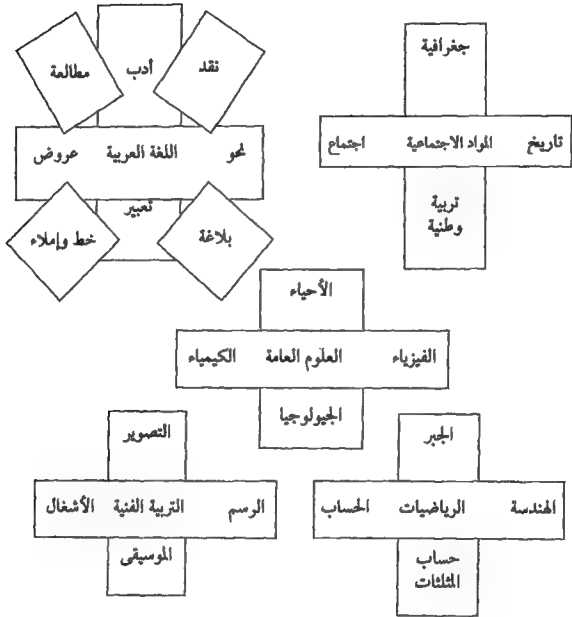 نقد
أدب
مطالعة
نحو
اللغة العربية
عروض
بلاغة
تعبير
خط وإملاء
جغرافية
تاريخ
المواد الاجتماعية
اجتماع
تربية
وطنية
الأحياء
الفيزياء
العلوم العامة
الكيمياء
الجيولوجيا
الجبر
الهندسة
الرياضيات
الحساب
حساب
المثلثات
التصوير
الرسم
التربية الفنية
الأشغال
الموسيقى